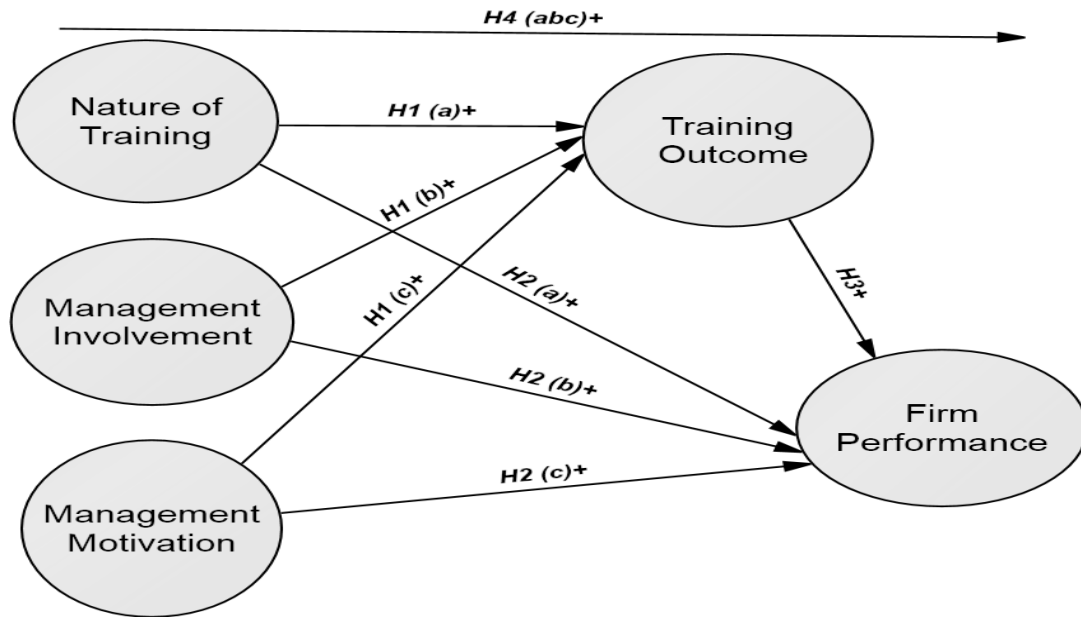 H4 (abc)+
Nature of
Training
H1 (a)+
Training
Outcome
H1 (b)+
H1 (c)+
H2 (a)+
H3+
Management
Involvement
H2 (b)+
Firm
Performance
H2 (c)+
Management
Motivation